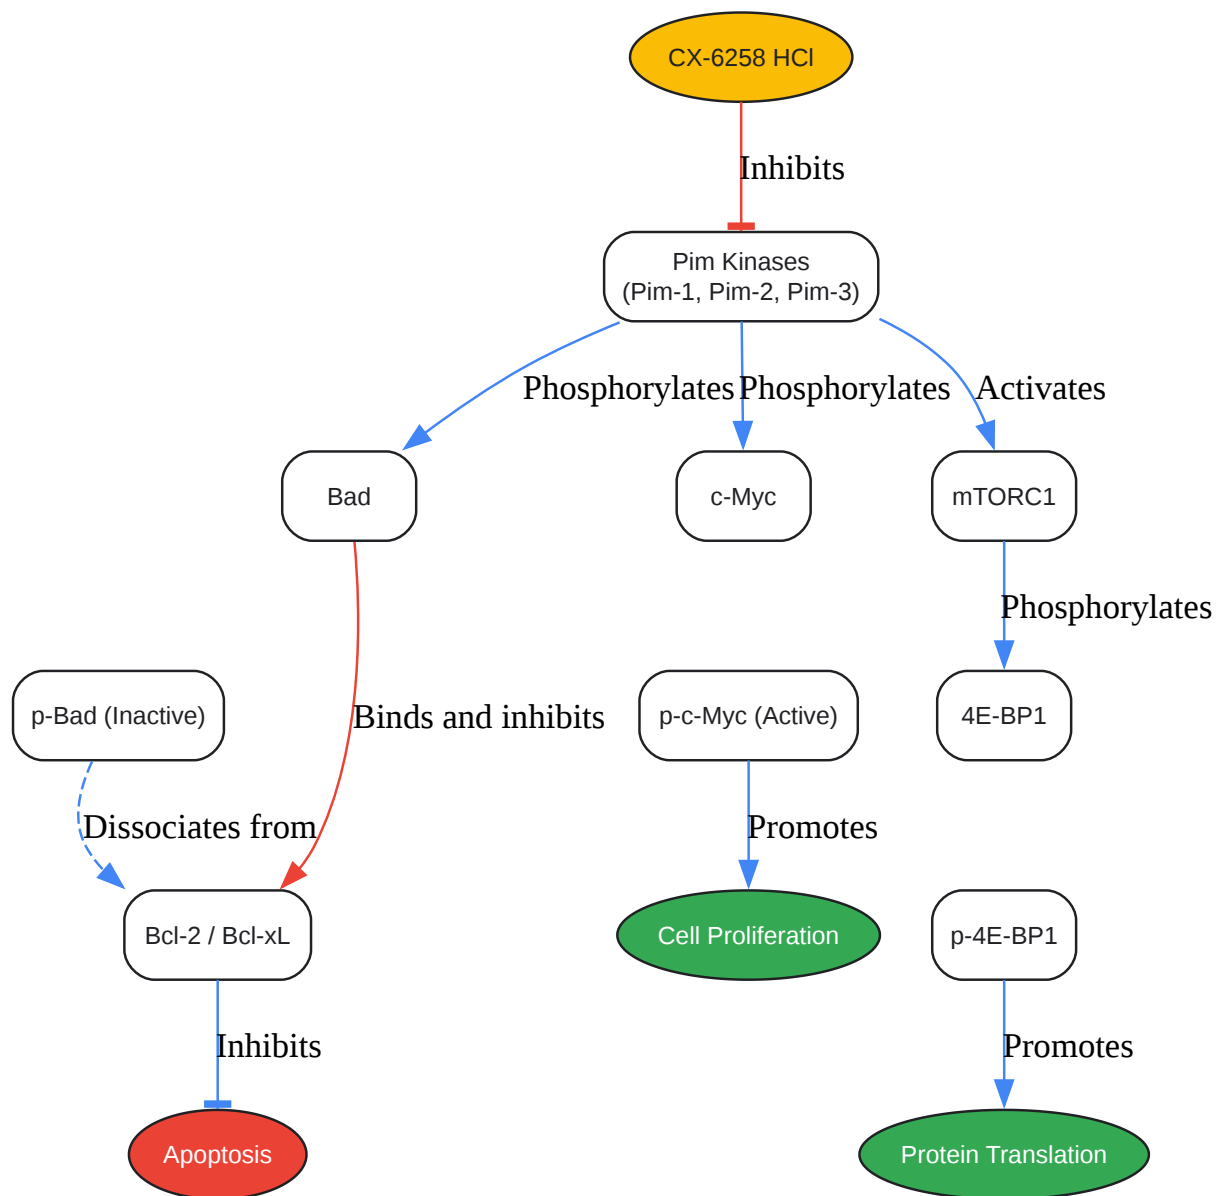 CX-6258 HCl
Inhibits
Pim Kinases
(Pim-1, Pim-2, Pim-3)
Phosphorylates
Phosphorylates
Activates
Bad
c-Myc
mTORC1
Phosphorylates
p-Bad (Inactive)
Binds and inhibits
p-c-Myc (Active)
4E-BP1
Dissociates from
Promotes
Bcl-2 / Bcl-xL
Cell Proliferation
p-4E-BP1
Inhibits
Promotes
Apoptosis
Protein Translation